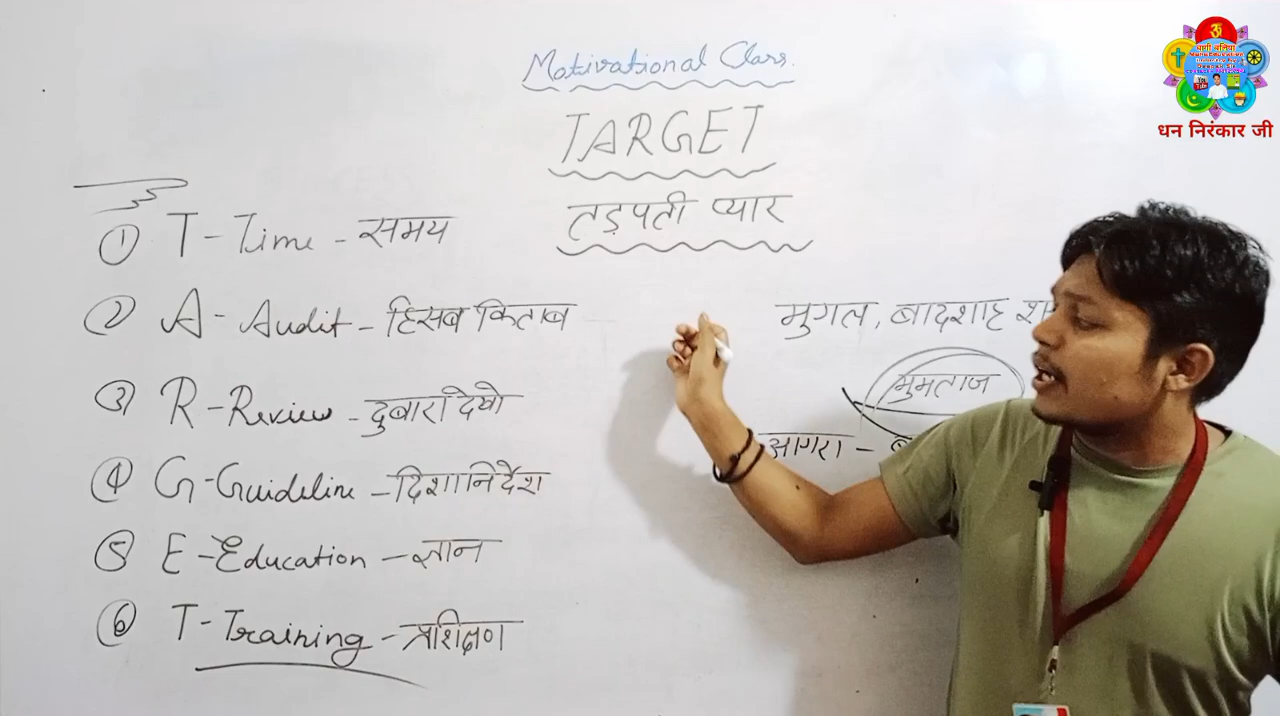 Motivational Class.
TARGET
तड़पती प्यार
① T - Time - समय
② A - Audit - हिसब किताब
③ R - Review - दुबारा देखो
④ G - Guideline - दिशा निर्देश
⑤ E - Education - ज्ञान
⑥ T - Training - प्रशिक्षण
मुगल, बादशाह
मुमताज
आगरा -
धन निरंकार जी